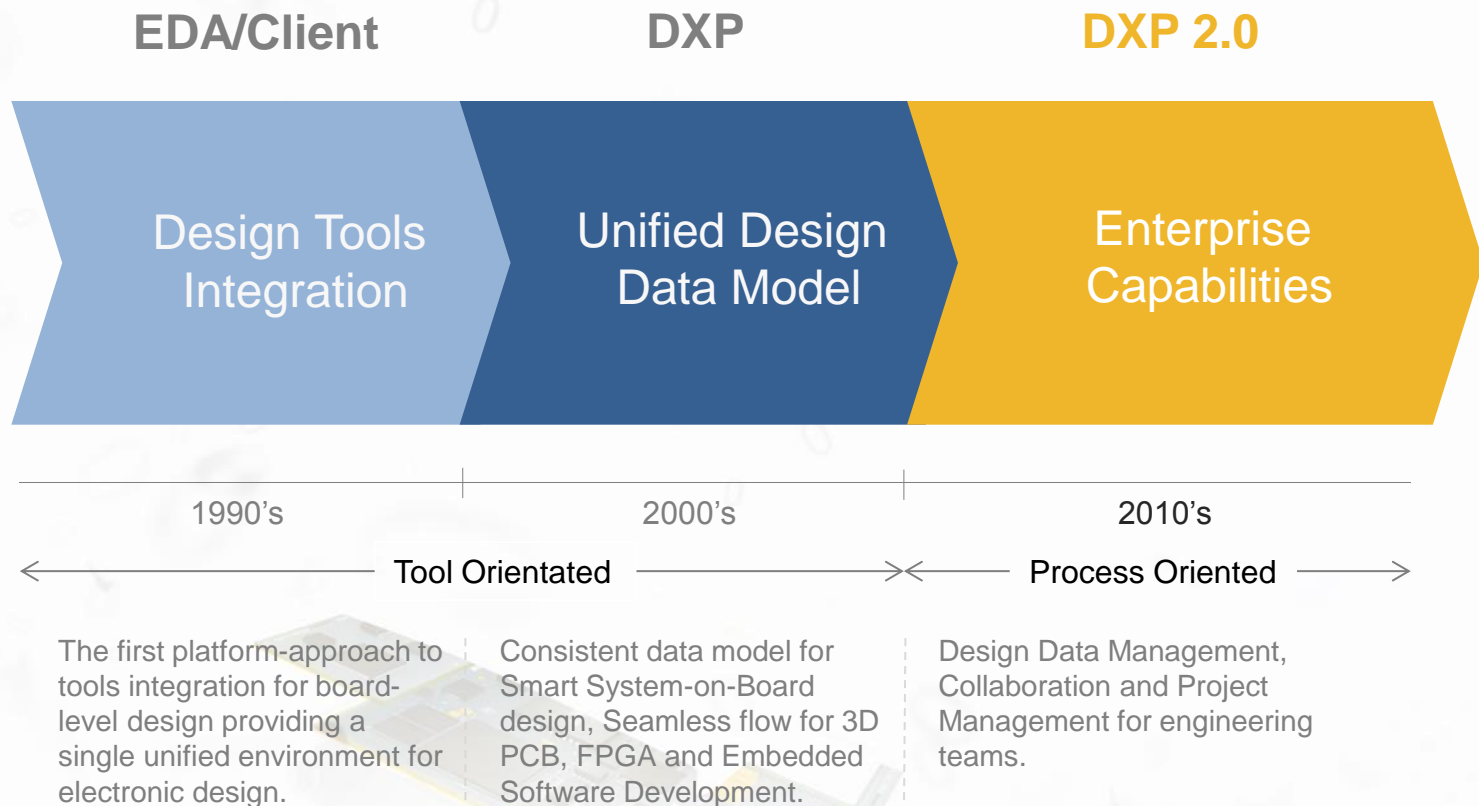 EDA/Client
DXP
DXP 2.0
Design Tools
Integration
Unified Design
Data Model
Enterprise
Capabilities
1990’s
2000’s
2010’s
Tool Orientated
Process Oriented
The first platform-approach to
tools integration for board-
level design providing a
single unified environment for
electronic design.
Consistent data model for
Smart System-on-Board
design, Seamless flow for 3D
PCB, FPGA and Embedded
Software Development.
Design Data Management,
Collaboration and Project
Management for engineering
teams.